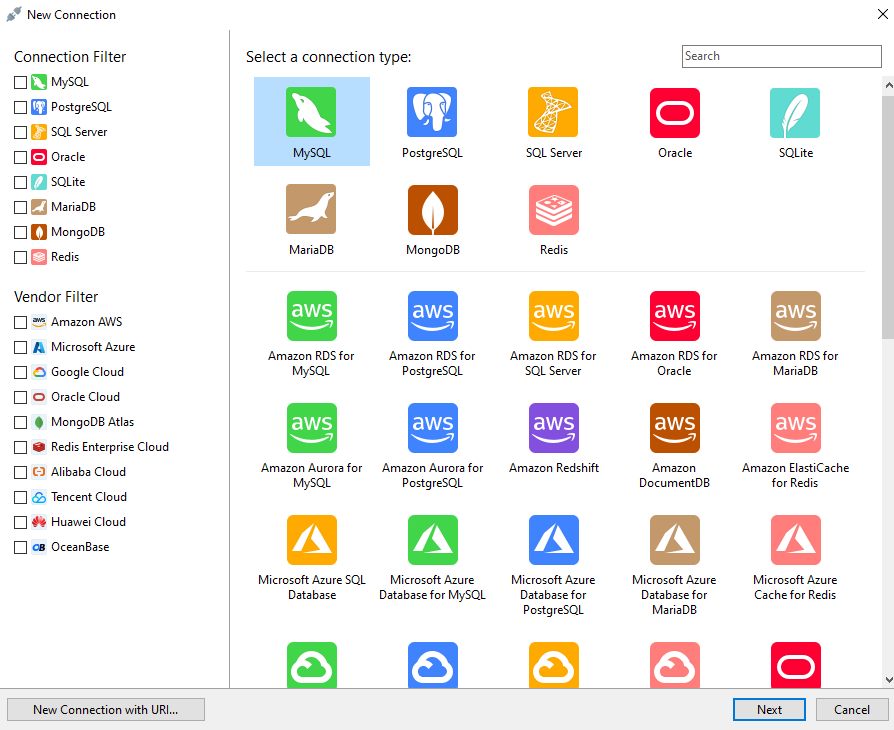 New Connection
Connection Filter
MySQL
PostgreSQL
SQL Server
Oracle
SQLite
MariaDB
MongoDB
Redis
Vendor Filter
aws
Amazon AWS
Microsoft Azure
Google Cloud
Oracle Cloud
MongoDB Atlas
Redis Enterprise Cloud
Alibaba Cloud
Tencent Cloud
Huawei Cloud
OB OceanBase
Select a connection type:
Search
MySQL
PostgreSQL
SQL Server
Oracle
SQLite
MariaDB
MongoDB
Redis
aws
aws
aws
aws
aws
Amazon RDS for
MySQL
Amazon RDS for
PostgreSQL
Amazon RDS for
SQL Server
Amazon RDS for
Oracle
Amazon RDS for
MariaDB
aws
aws
aws
aws
aws
Amazon Aurora for
MySQL
Amazon Aurora for
PostgreSQL
Amazon Redshift
Amazon
DocumentDB
Amazon ElastiCache
for Redis
Microsoft Azure SQL
Database
Microsoft Azure
Database for MySQL
Microsoft Azure
Database for
PostgreSQL
Microsoft Azure
Database for
MariaDB
Microsoft Azure
Cache for Redis
New Connection with URI...
Next
Cancel